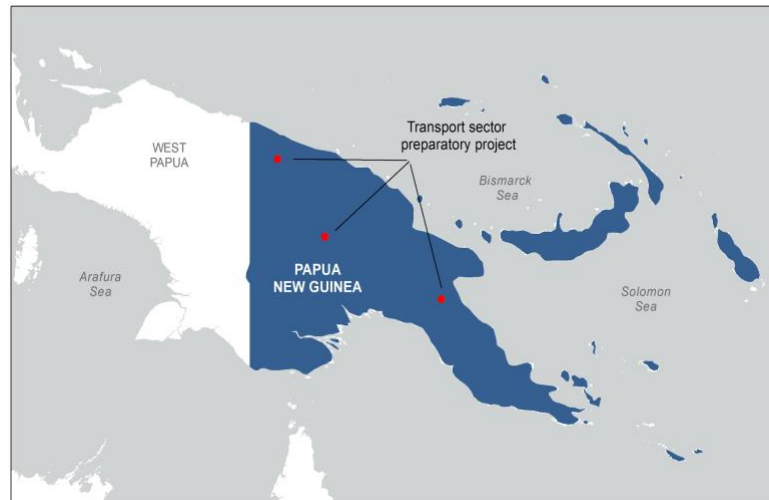 Transport sector
preparatory project
WEST
PAPUA
Bismarck
Sea
PAPUA
NEW GUINEA
Arafura
Sea
Solomon
Sea